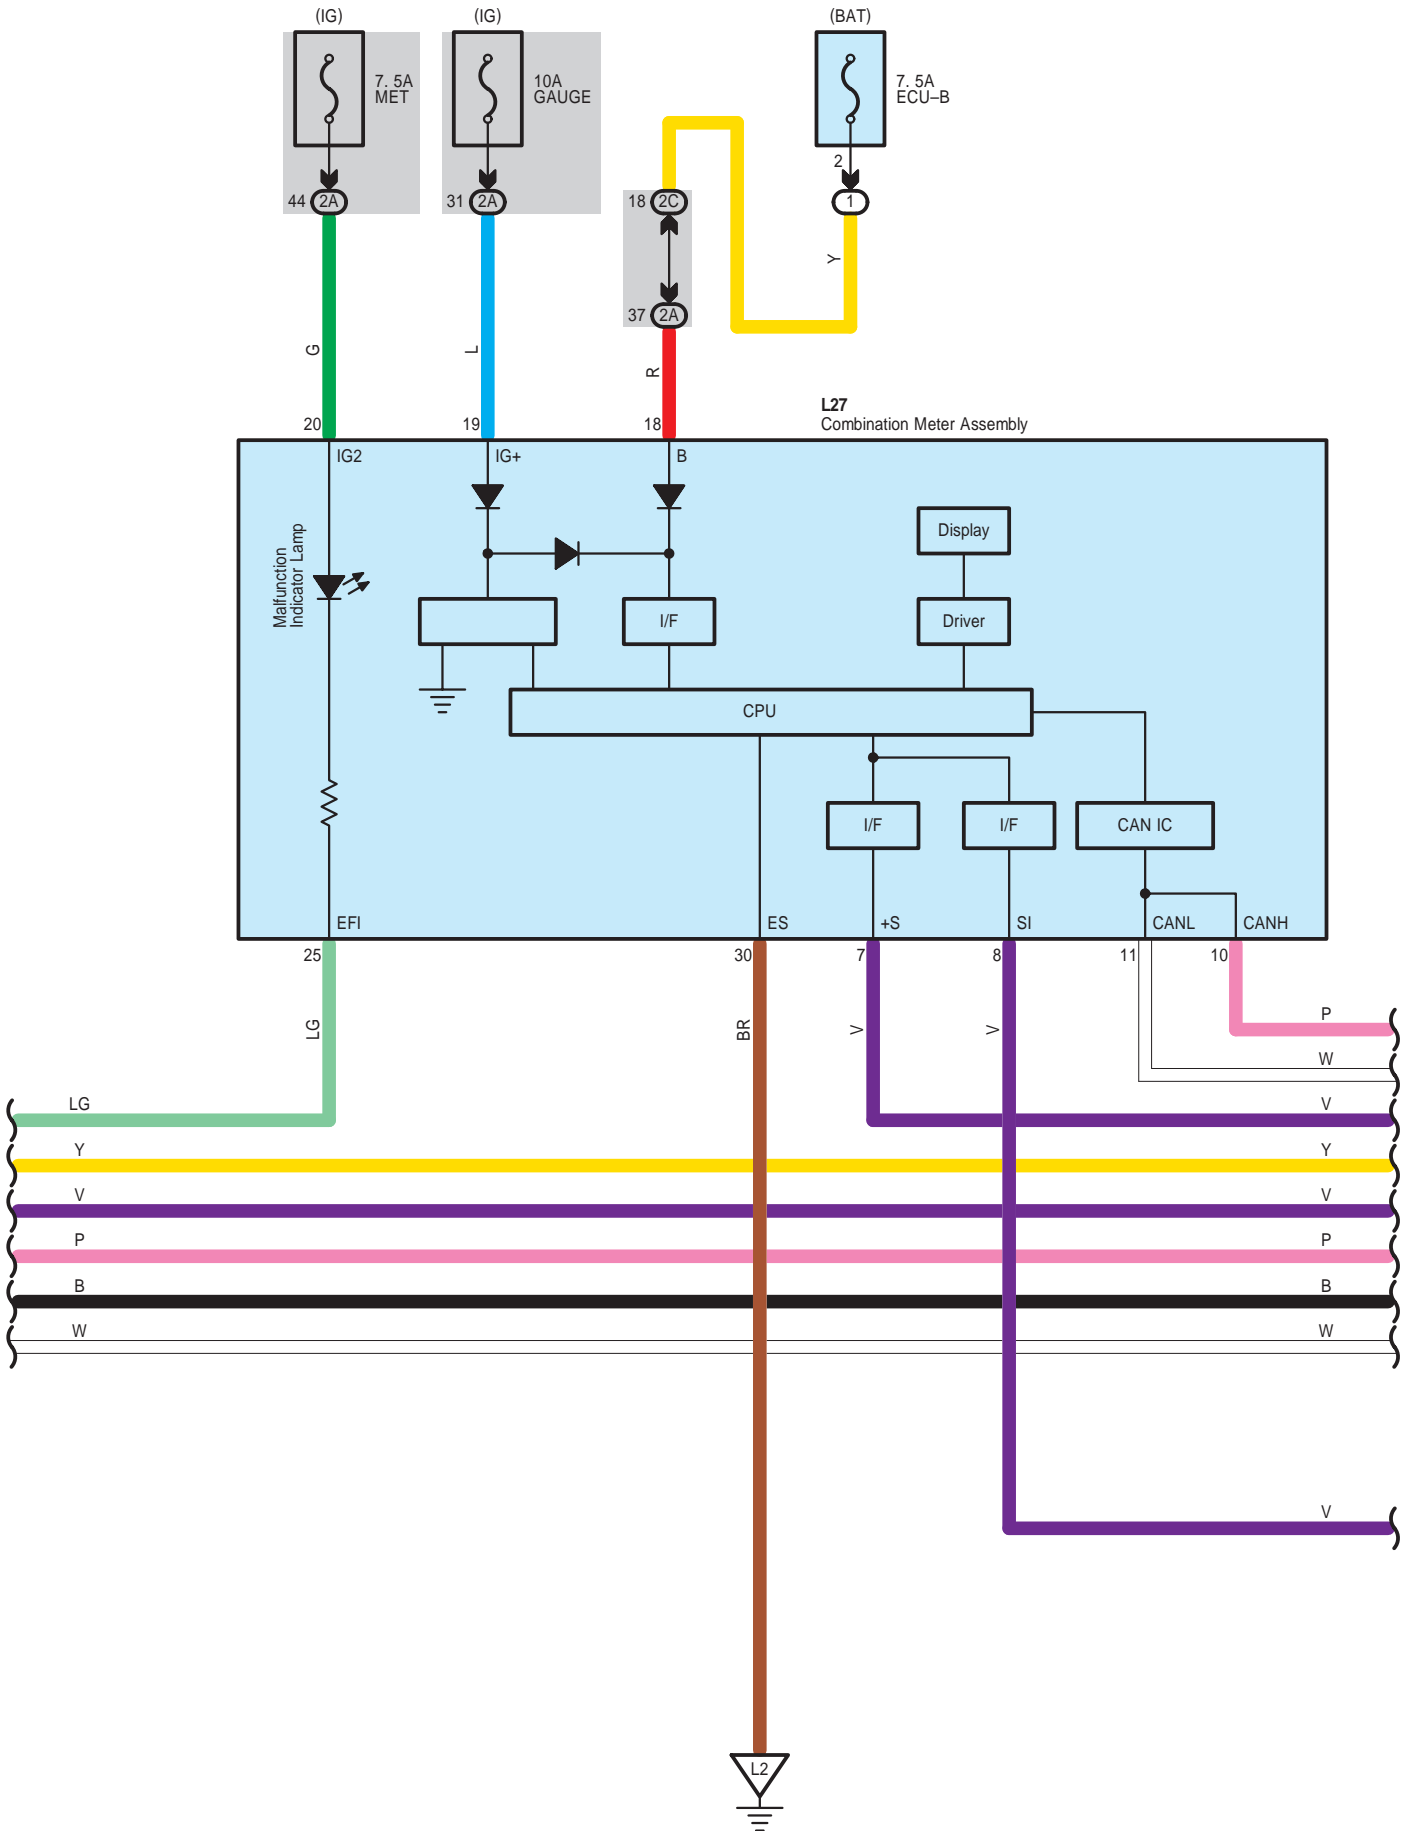 (IG)
(IG)
(BAT)
7. 5A
MET
10A
GAUGE
7. 5A
ECU–B
2
44 2A
31 2A
18 2C
1
Y
37 2A
G
L
R
L27
Combination Meter Assembly
20
19
18
IG2
IG+
B
Malfunction
Indicator Lamp
Display
I/F
Driver
CPU
I/F
I/F
CAN IC
EFI
ES
+S
SI
CANL
CANH
25
30
7
8
11
10
LG
BR
V
V
P
W
LG
V
Y
Y
V
V
P
P
B
B
W
W
V
L2